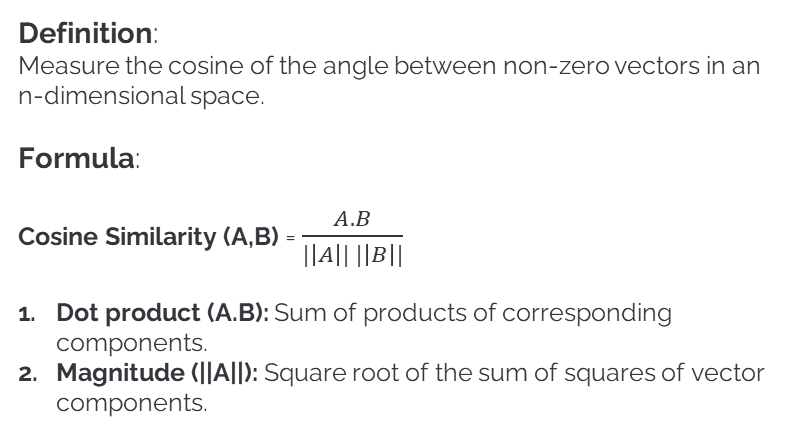 Definition:
Measure the cosine of the angle between non-zero vectors in an
n-dimensional space.
Formula:
Cosine Similarity (A,B) = A.B / ||A|| ||B||
1. Dot product (A.B): Sum of products of corresponding
components.
2. Magnitude (||A||): Square root of the sum of squares of vector
components.